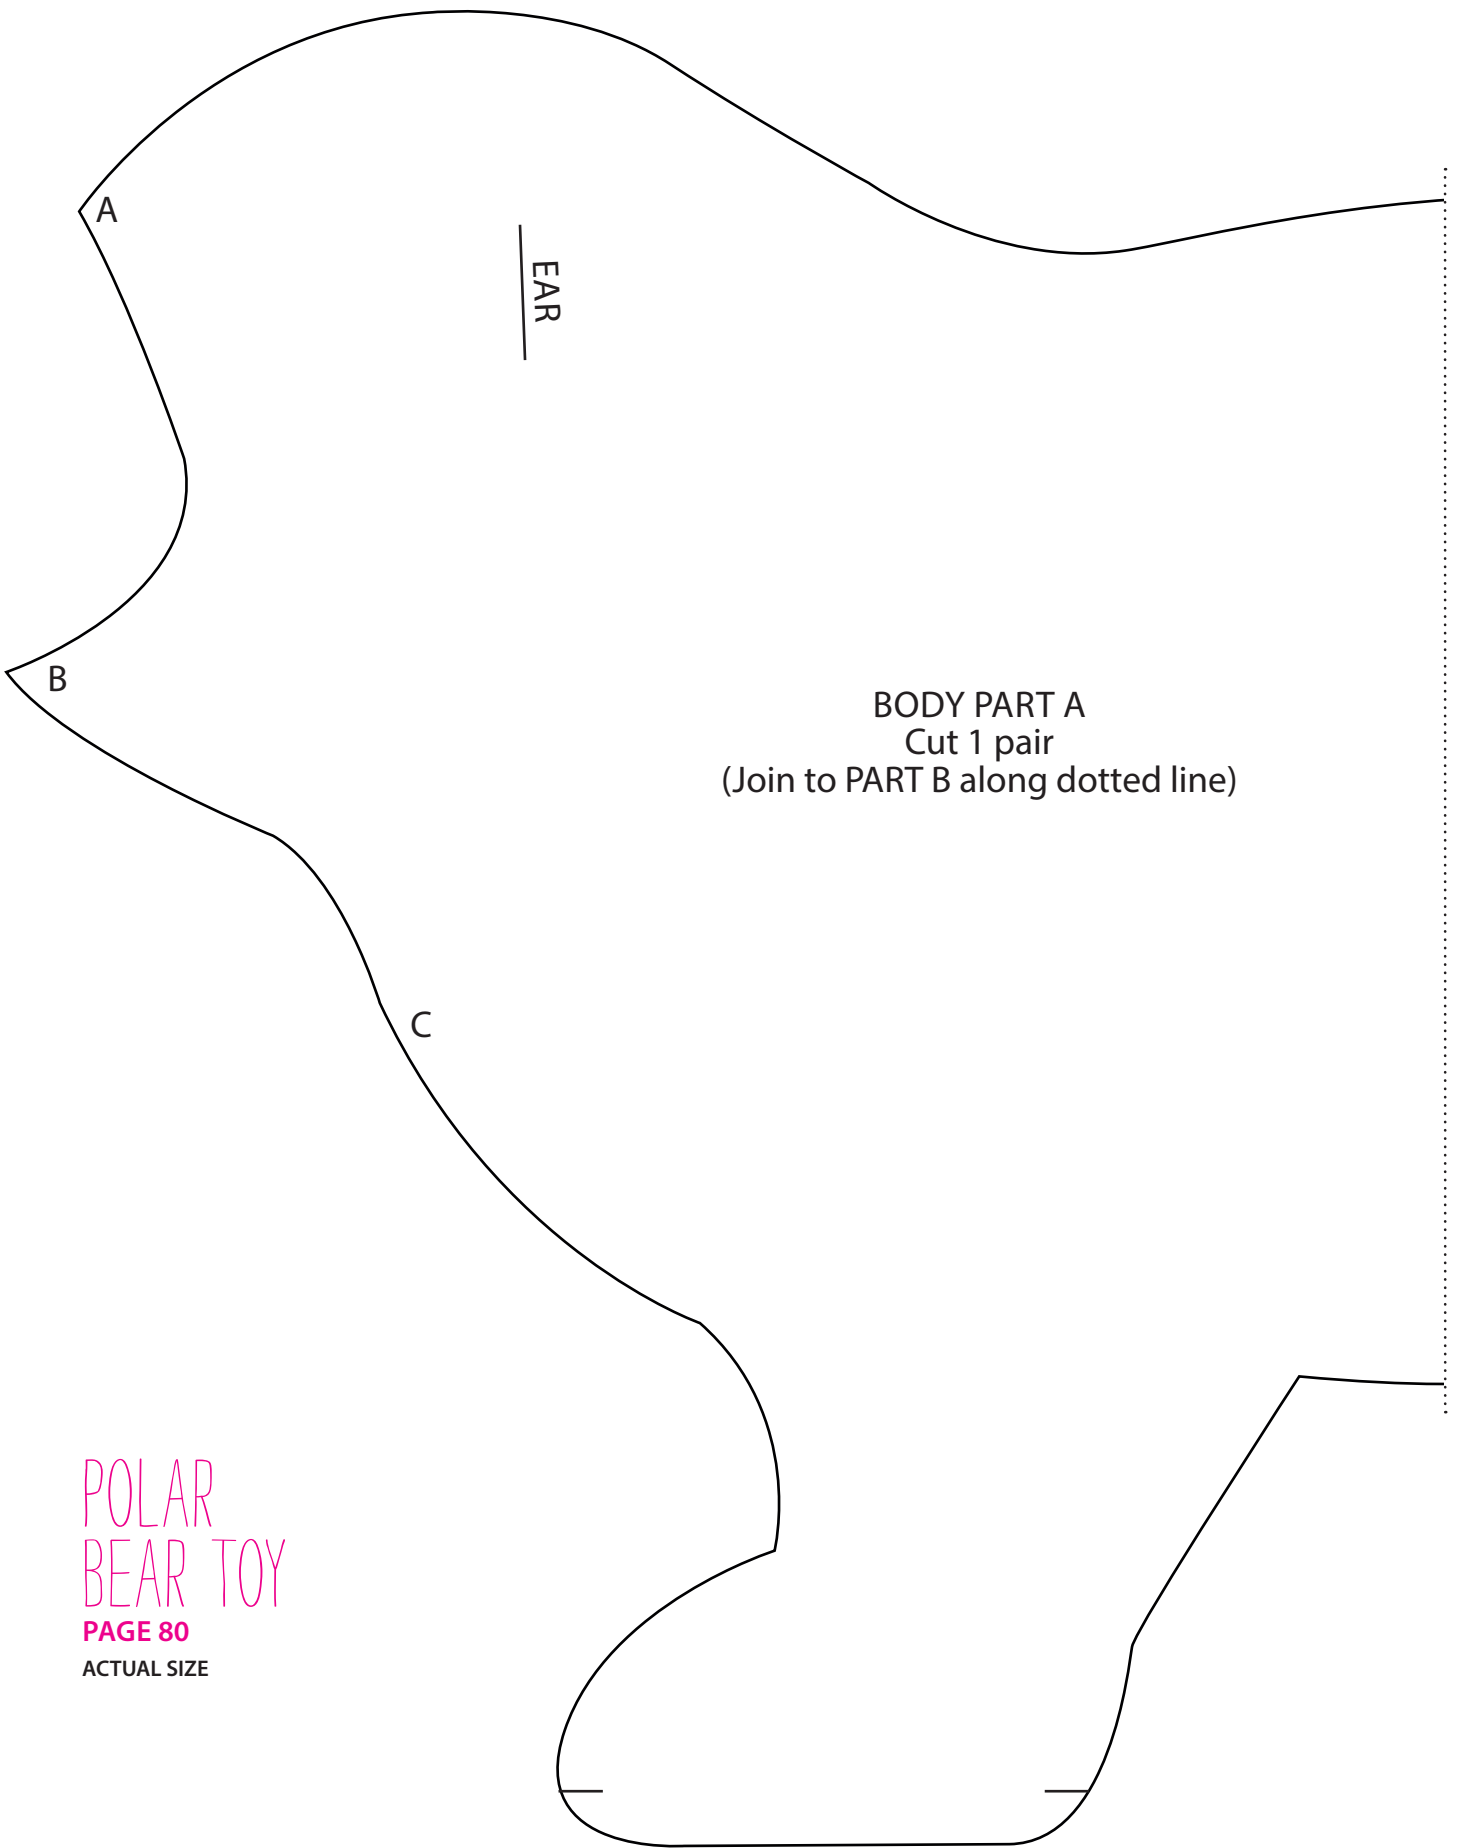 A
EAR
B
BODY PART A
Cut 1 pair
(Join to PART B along dotted line)
C
POLAR
BEAR TOY
PAGE 80
ACTUAL SIZE